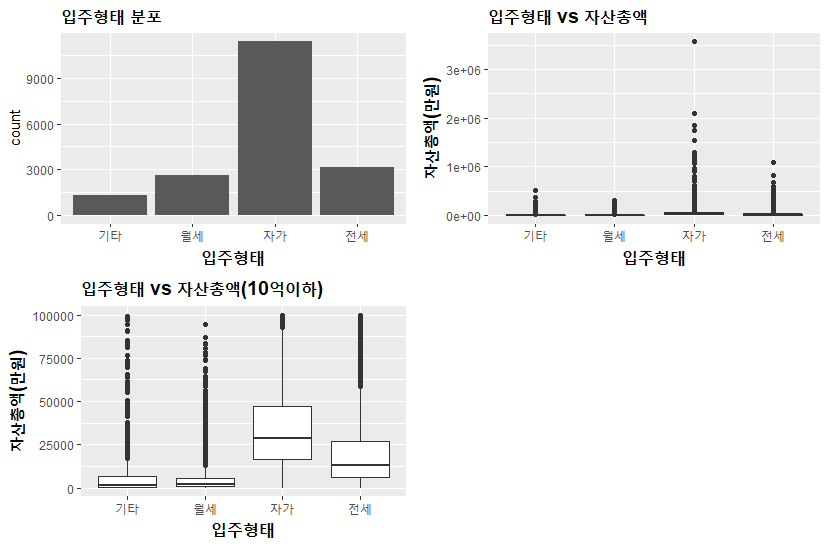 입주형태 분포
count
9000
6000
3000
0
기타 월세 자가 전세
입주형태
입주형태 vs 자산총액
자산총액(만원)
3e+06
2e+06
1e+06
0e+00
기타 월세 자가 전세
입주형태
입주형태 vs 자산총액(10억이하)
자산총액(만원)
100000
75000
50000
25000
0
기타 월세 자가 전세
입주형태